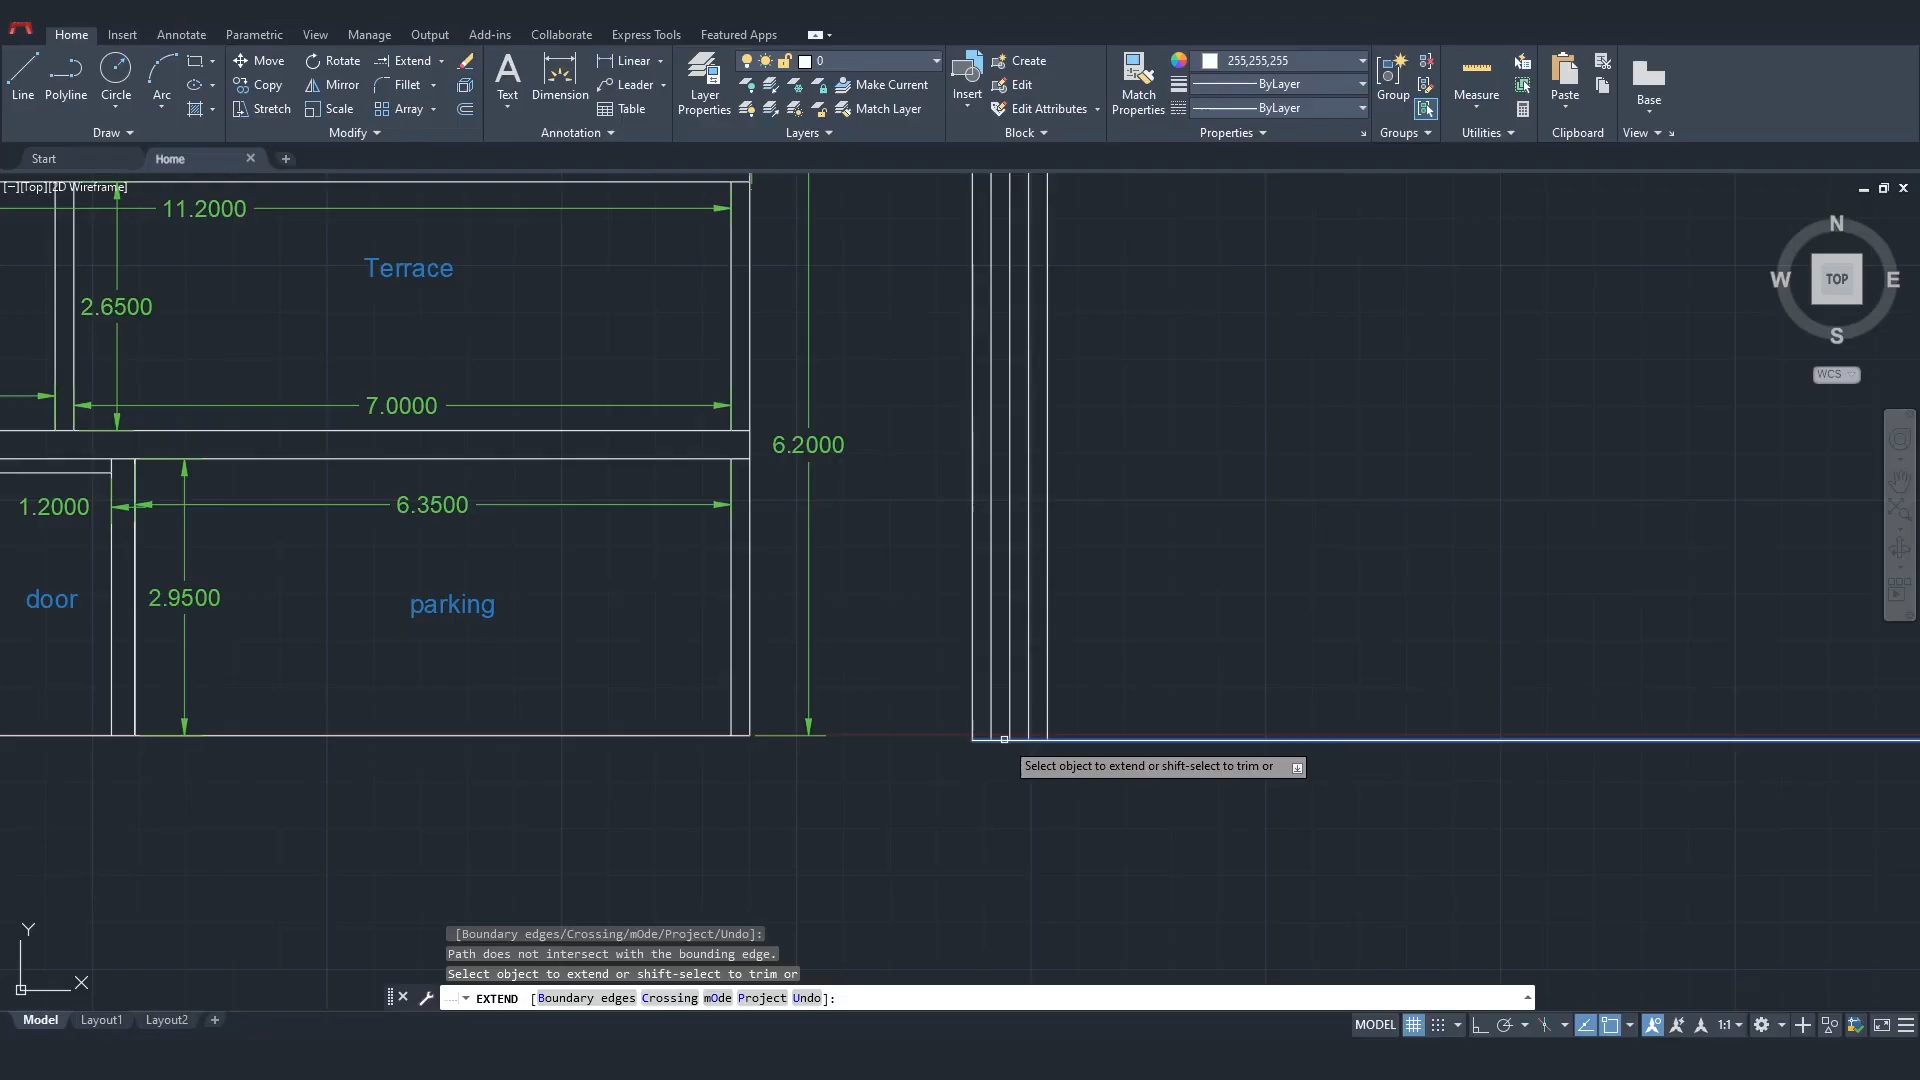 Home Insert Annotate Parametric View Manage Output Add-ins Collaborate Express Tools Featured Apps
Line Polyline Circle Arc
Draw
Move Rotate Extend
Copy Mirror Fillet
Stretch Scale Array
Modify
Text Dimension
Linear
Leader
Table
Annotation
Layer Properties
0
Make Current
Match Layer
Layers
Insert
Create
Edit
Edit Attributes
Block
Match Properties
255,255,255
ByLayer
ByLayer
Properties
Group
Groups
Measure
Utilities
Paste
Clipboard
Base
View
Start Home
[−][Top][2D Wireframe]
11.2000
Terrace
2.6500
7.0000
6.2000
1.2000
6.3500
door
2.9500
parking
N
W TOP E
S
WCS
Select object to extend or shift-select to trim or
Y
X
[Boundary edges/Crossing/mOde/Project/Undo]:
Path does not intersect with the bounding edge.
Select object to extend or shift-select to trim or
EXTEND [Boundary edges Crossing mOde Project Undo]:
Model Layout1 Layout2
MODEL 1:1